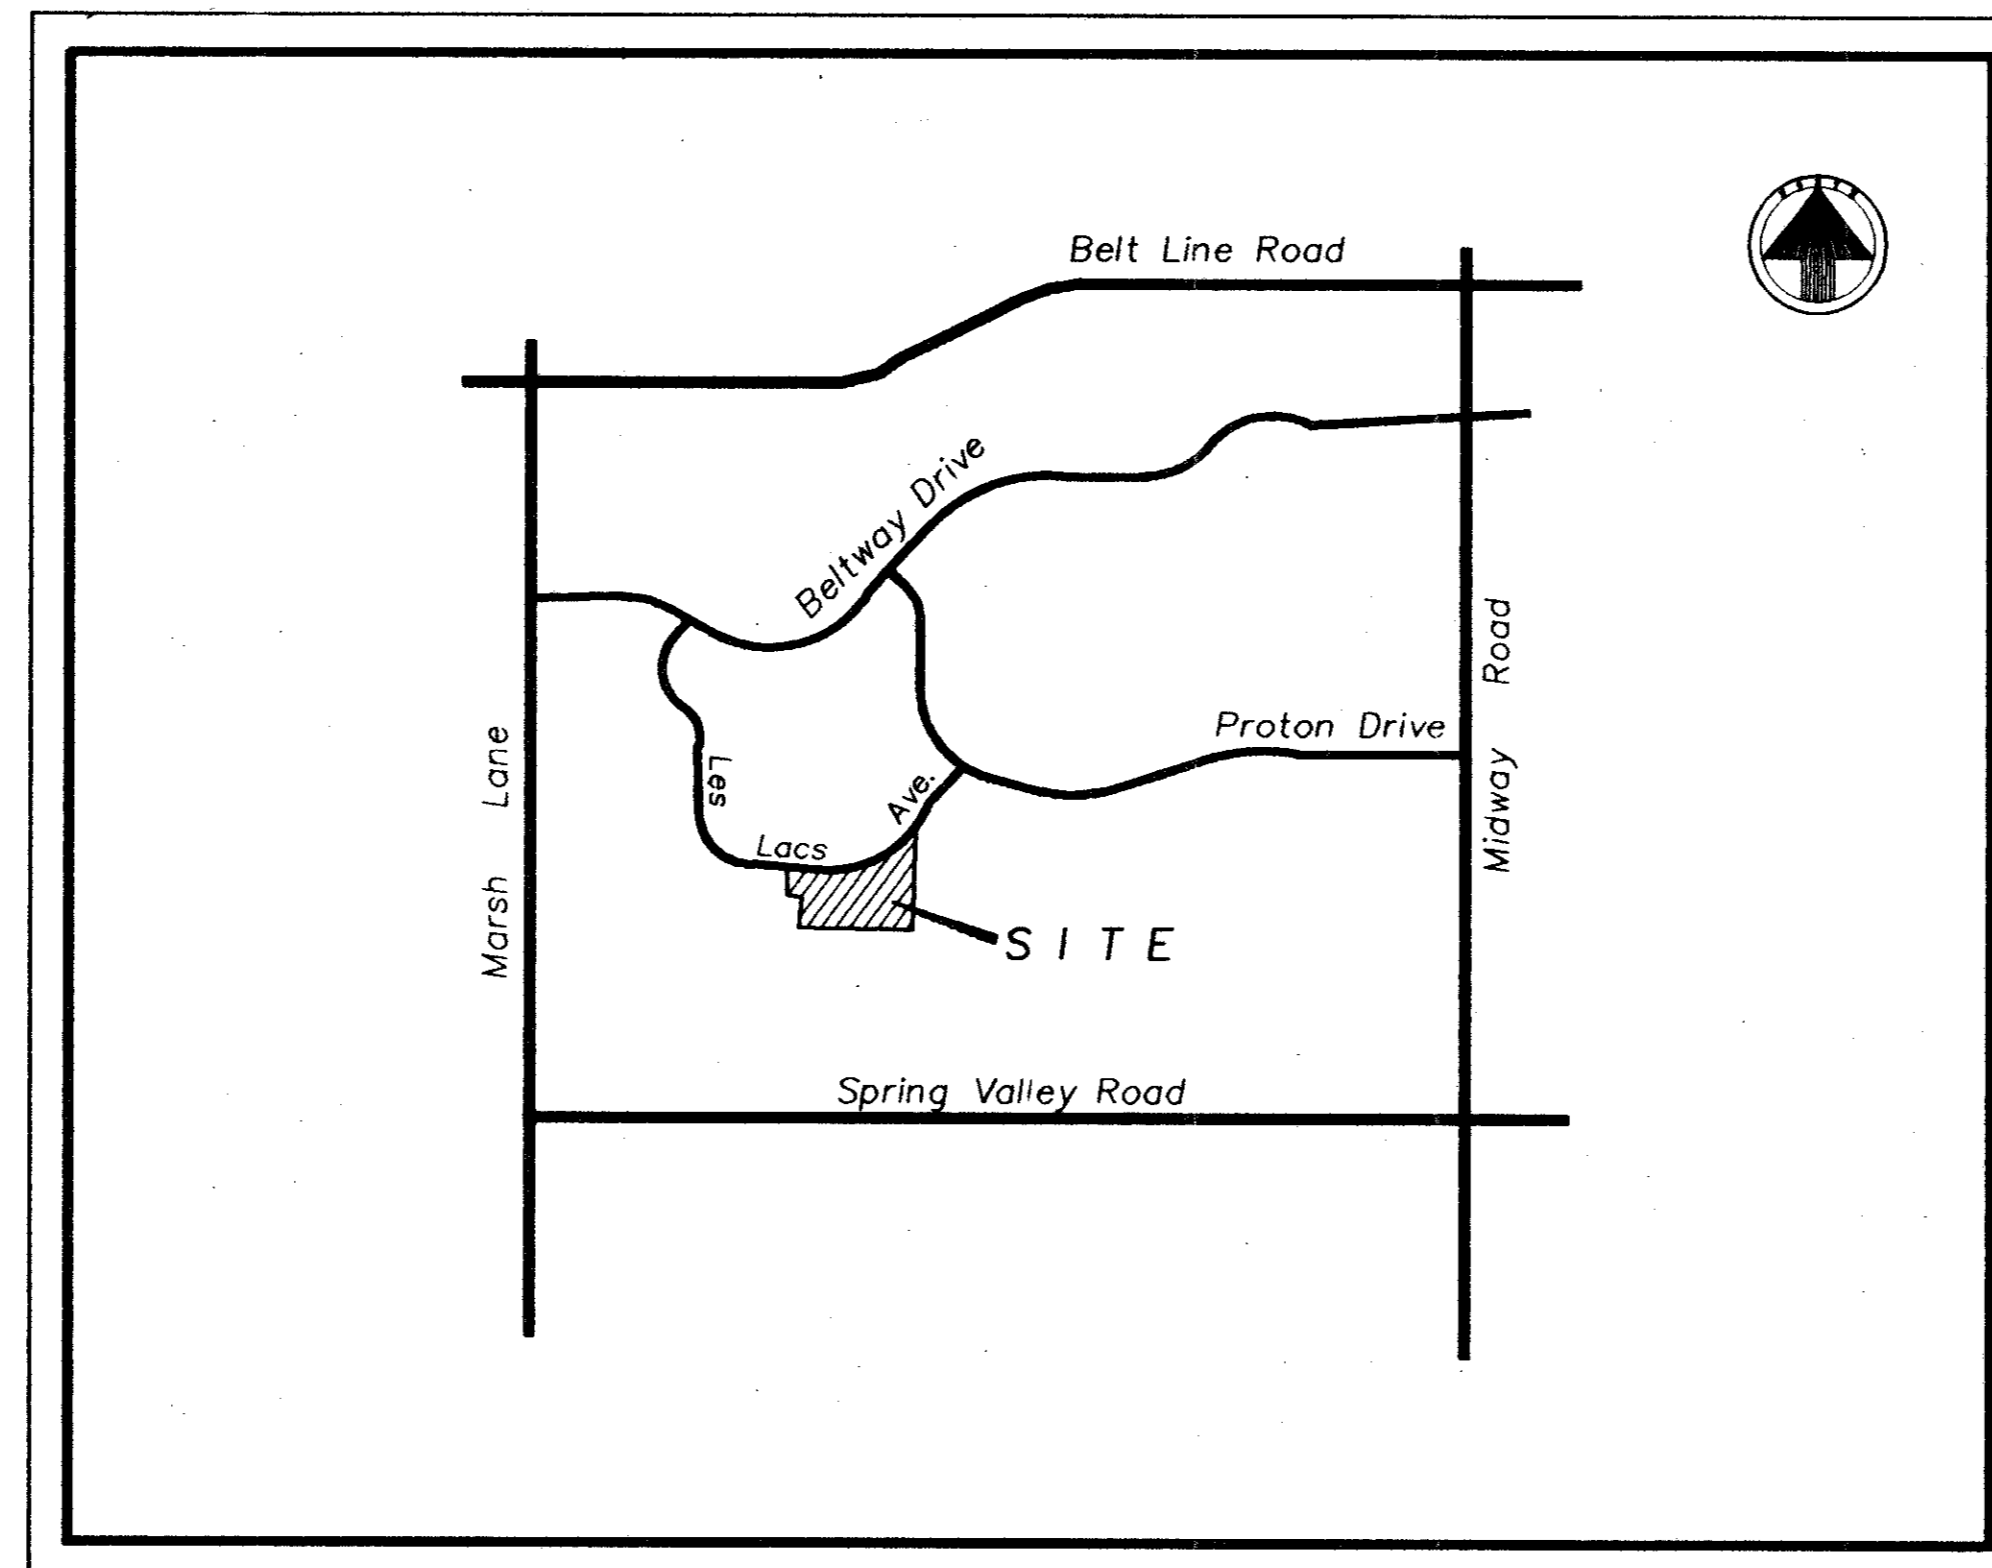 Belt Line Road
Beltway Drive
Midway Road
Proton Drive
Marsh Lane
Les Lacs Ave.
SITE
Spring Valley Road